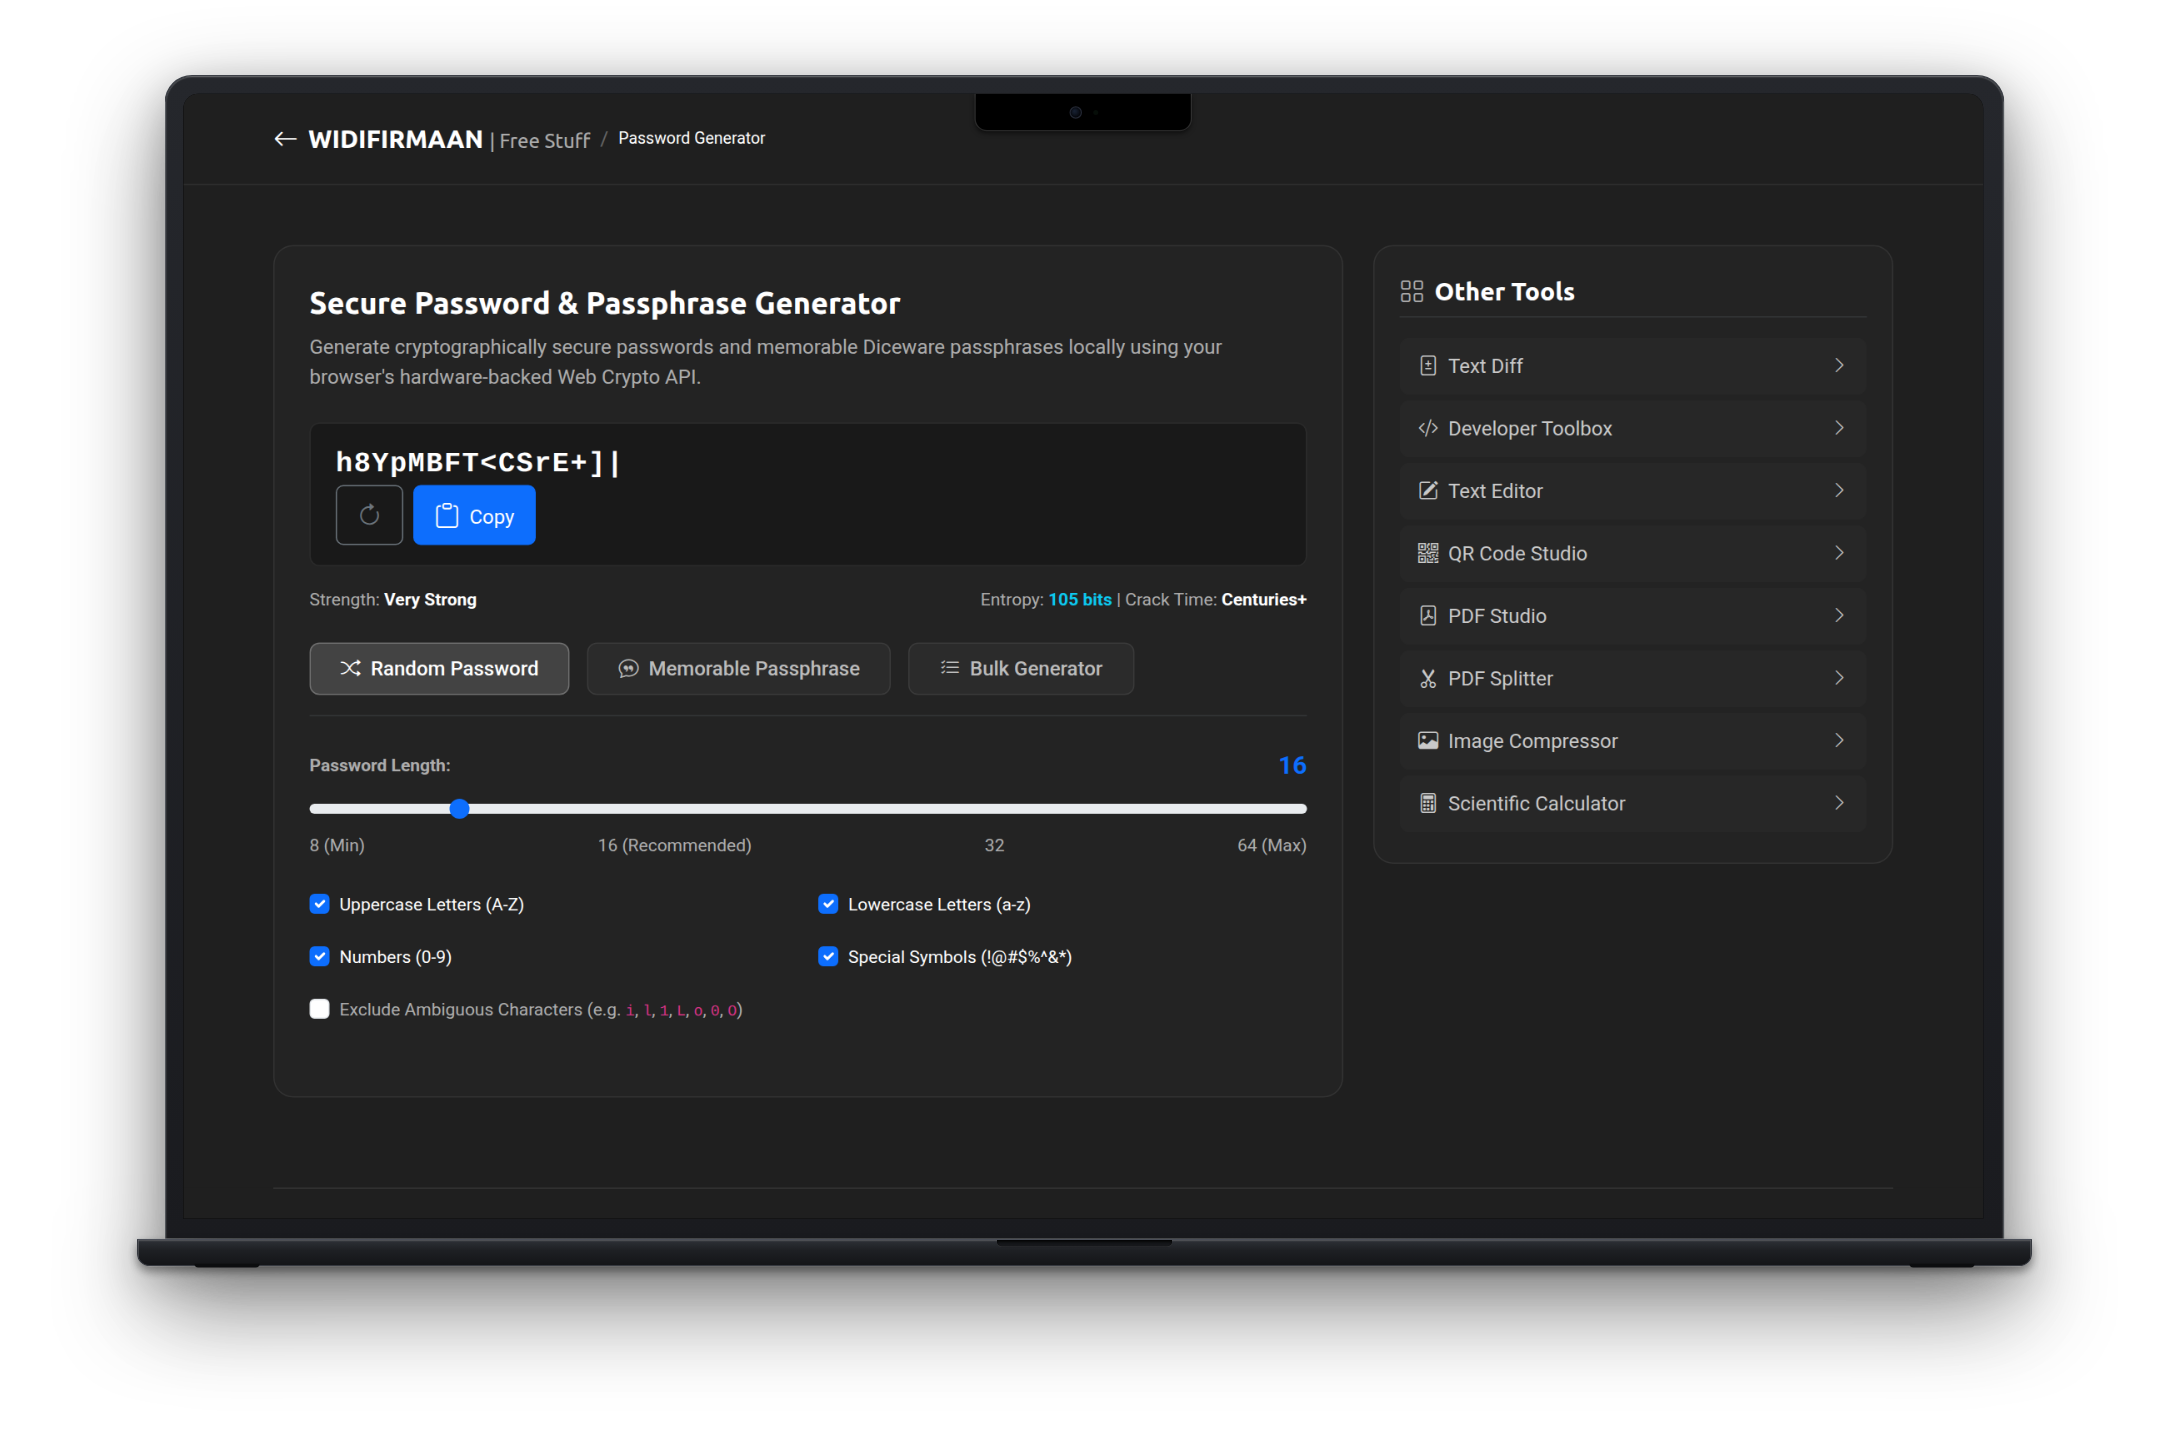 WIDIFIRMAAN | Free Stuff / Password Generator
Secure Password & Passphrase Generator
Generate cryptographically secure passwords and memorable Diceware passphrases locally using your
browser's hardware-backed Web Crypto API.
h8YpMBFT<CSrE+]|
Copy
Strength: Very Strong
Entropy: 105 bits | Crack Time: Centuries+
Random Password
Memorable Passphrase
Bulk Generator
Password Length:
16
8 (Min)
16 (Recommended)
32
64 (Max)
Uppercase Letters (A-Z)
Lowercase Letters (a-z)
Numbers (0-9)
Special Symbols (!@#$%^&*)
Exclude Ambiguous Characters (e.g. i, l, 1, L, o, 0, O)
Other Tools
Text Diff
Developer Toolbox
Text Editor
QR Code Studio
PDF Studio
PDF Splitter
Image Compressor
Scientific Calculator